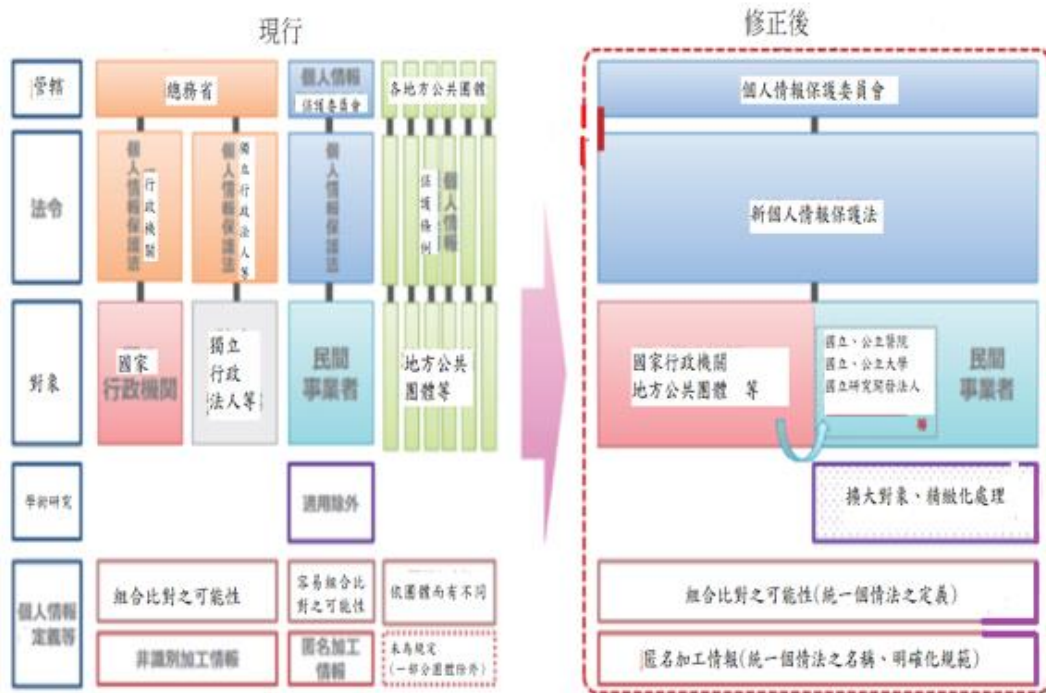 現行
修正後
管轄
總務省
個人情報
保護委員會
各地方公共團體
個人情報保護委員會
法令
個人情報保護法
行政機關
個人情報保護法
獨立行政法人等
個人情報保護法
個人情報
保護條例
新個人情報保護法
對象
國家
行政機関
獨立
行政
法人等
民間
事業者
地方公共
團體等
國家行政機關
地方公共團體 等
國立、公立醫院
國立、公立大學
國立研究開發法人
等
民間
事業者
學術研究
適用除外
擴大對象、精緻化處理
個人情報
定義等
組合比對之可能性
容易組合比
對之可能性
依團體而有不同
組合比對之可能性(統一個情法之定義)
非識別加工情報
匿名加工
情報
未為規定
(一部分團體除外)
匿名加工情報(統一個情法之名稱、明確化規範)